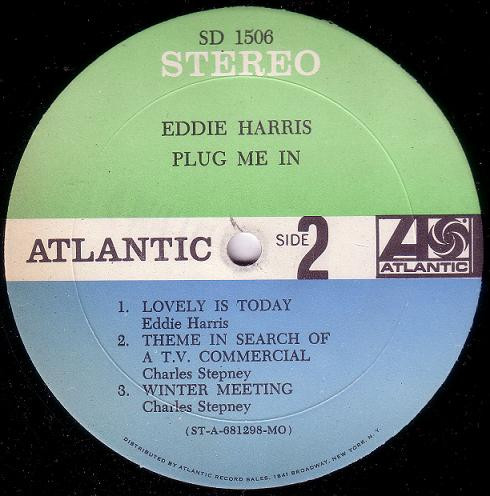 SD 1506
STEREO
EDDIE HARRIS
PLUG ME IN
ATLANTIC
SIDE 2
ATLANTIC
1. LOVELY IS TODAY
Eddie Harris
2. THEME IN SEARCH OF
A T.V. COMMERCIAL
Charles Stepney
3. WINTER MEETING
Charles Stepney
(ST-A-681298-MO)
DISTRIBUTED BY ATLANTIC RECORD SALES, 1841 BROADWAY, NEW YORK, N.Y.